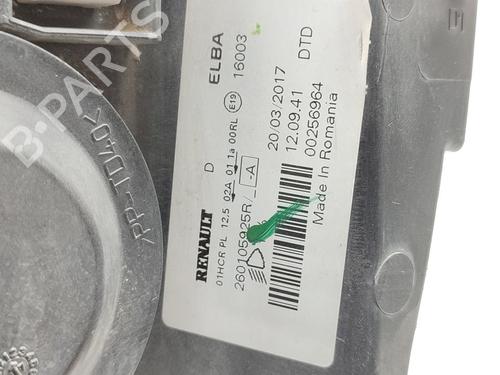 RENAULT D ELBA
01HCR PL 12,5 02A 01 1a 00RL E19 16003
260105925R/_ -A
20/03/2017
12.09.41 DTD
00256964
Made In Romania
>PP-TD40<
B-PARTS